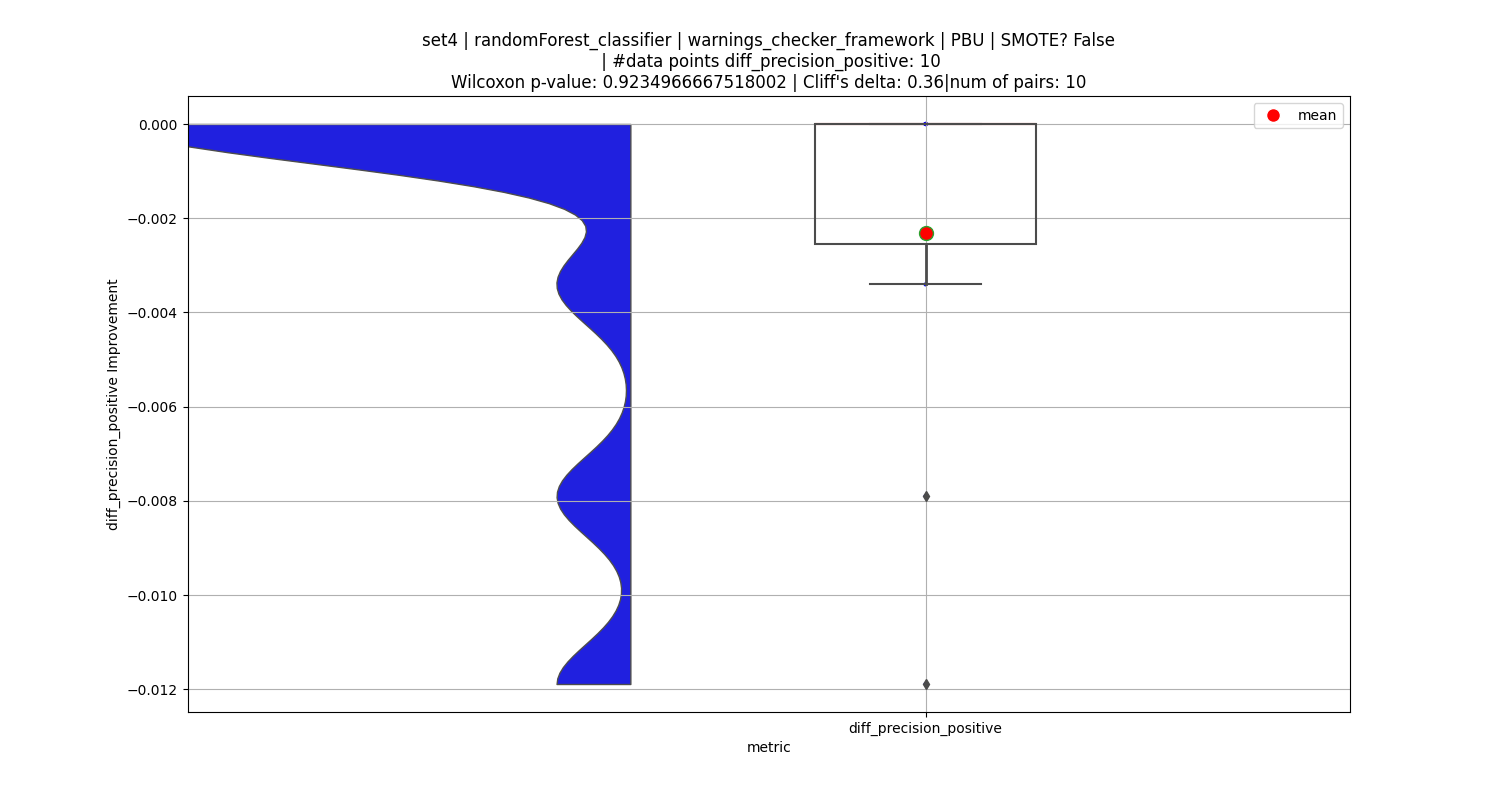 set4 | randomForest_classifier | warnings_checker_framework | PBU | SMOTE? False
| #data points diff_precision_positive: 10
Wilcoxon p-value: 0.9234966667518002 | Cliff's delta: 0.36|num of pairs: 10
mean
0.000
−0.002
−0.004
−0.006
−0.008
−0.010
−0.012
diff_precision_positive Improvement
diff_precision_positive
metric